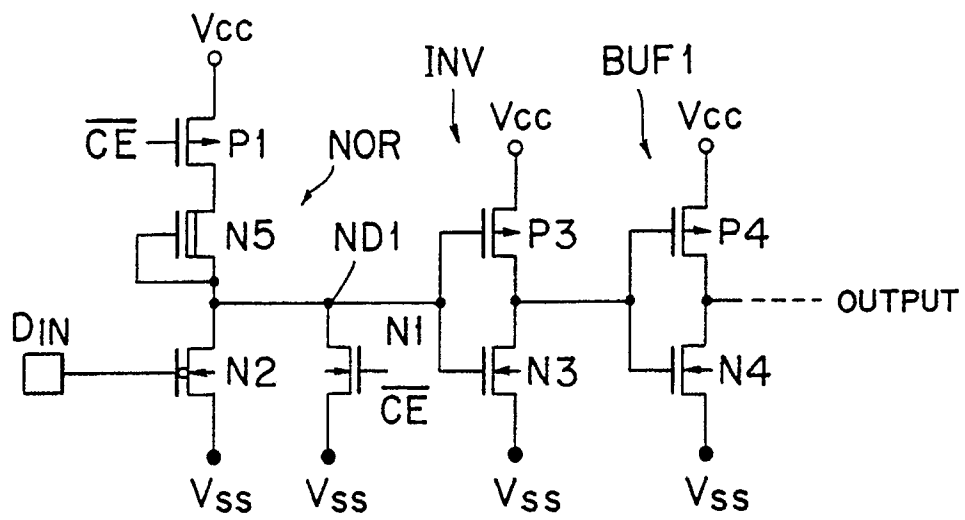 Vcc
INV
BUF1
Vcc
Vcc
CE
P1
NOR
N5
ND1
P3
P4
DIN
N1
OUTPUT
N2
CE
N3
N4
Vss
Vss
Vss
Vss